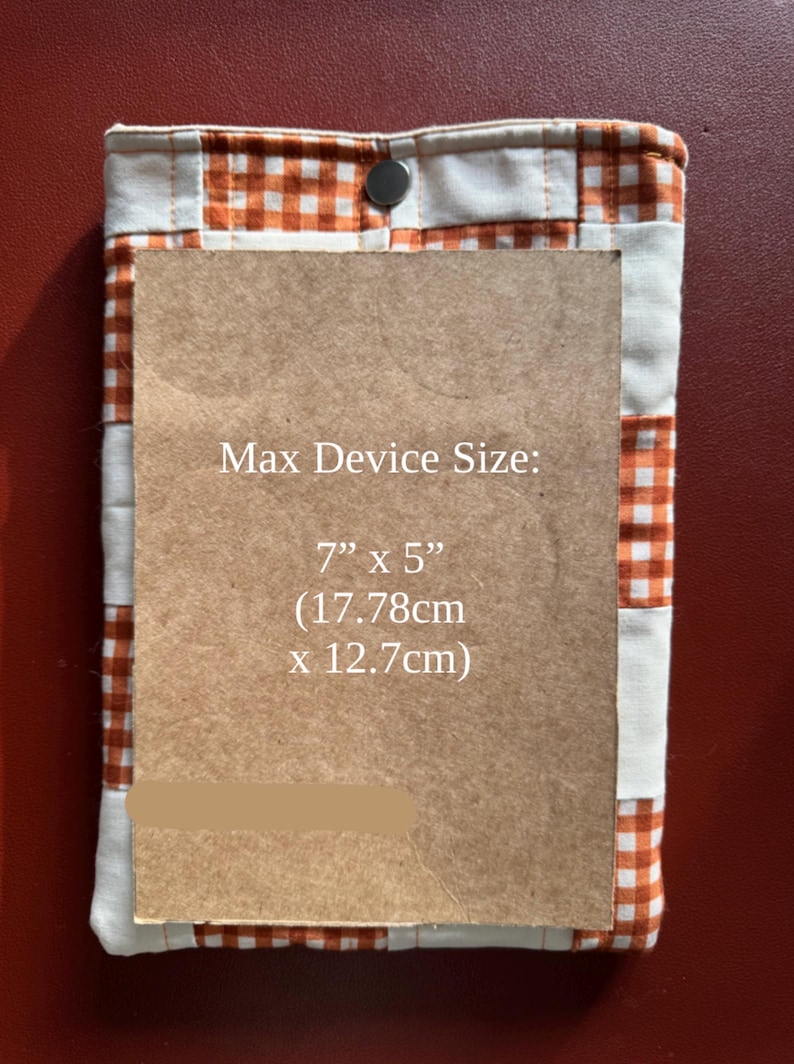 Max Device Size:
7” x 5”
(17.78cm
x 12.7cm)